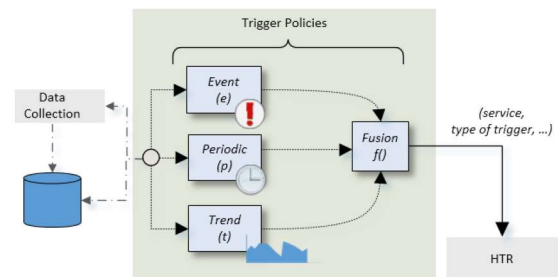 Trigger Policies
Data
Collection
Event
(e)
Periodic
(p)
Trend
(t)
Fusion
f()
(service,
type of trigger, ...)
HTR